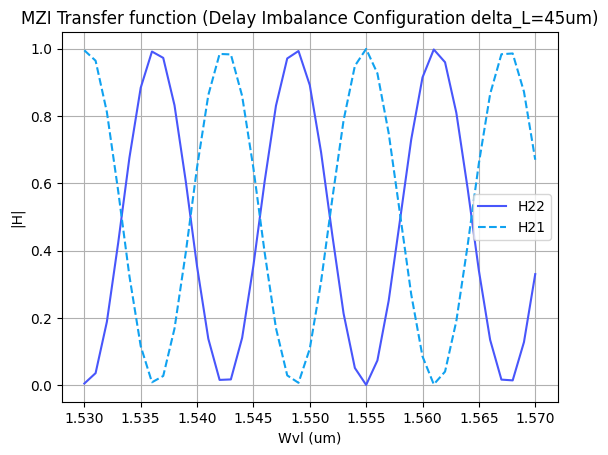 MZI Transfer function (Delay Imbalance Configuration delta_L=45um)
1.0
0.8
0.6
0.4
0.2
0.0
|H|
H22
H21
1.530 1.535 1.540 1.545 1.550 1.555 1.560 1.565 1.570
Wvl (um)